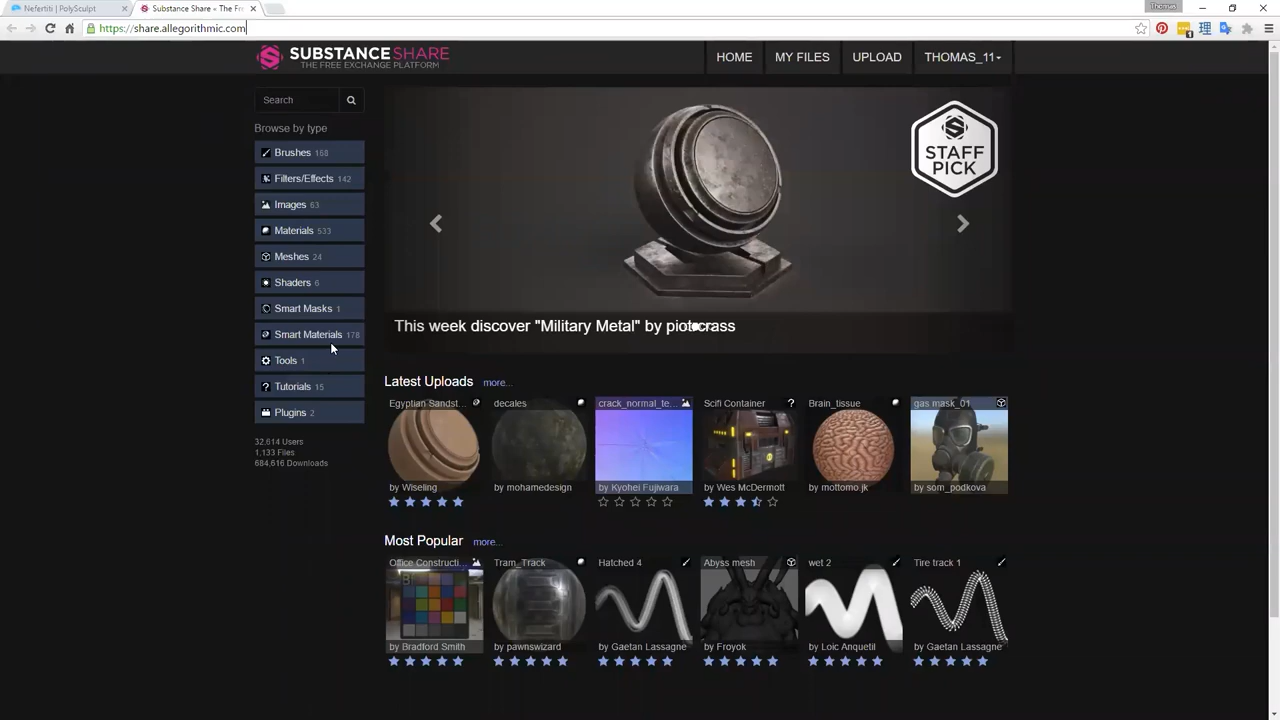 Nefertiti | PolySculpt
Substance Share « The Fr
Thomas
https://share.allegorithmic.com
SUBSTANCE SHARE
THE FREE EXCHANGE PLATFORM
HOME
MY FILES
UPLOAD
THOMAS_11
Search
Browse by type
Brushes 168
Filters/Effects 142
Images 63
Materials 533
Meshes 24
Shaders 6
Smart Masks 1
Smart Materials 178
Tools 1
Tutorials 15
Plugins 2
32,614 Users
1,133 Files
684,616 Downloads
STAFF
PICK
This week discover "Military Metal" by piotcrass
Latest Uploads more...
Egyptian Sandst...
decales
crack_normal_te...
Scifi Container
Brain_tissue
gas mask_01
by Wiseling
by mohamedesign
by Kyohei Fujiwara
by Wes McDermott
by mottomo.jk
by som_podkova
Most Popular more...
Office Constructi...
Tram_Track
Hatched 4
Abyss mesh
wet 2
Tire track 1
by Bradford Smith
by pawnswizard
by Gaetan Lassagne
by Froyok
by Loic Anquetil
by Gaetan Lassagne